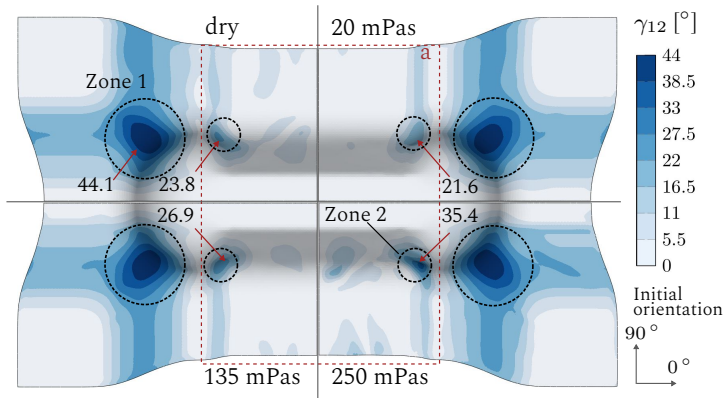 dry
20 mPas
γ12 [°]
a
Zone 1
44
38.5
33
27.5
22
16.5
11
5.5
0
44.1
23.8
21.6
26.9
Zone 2
35.4
Initial
orientation
90 °
0 °
135 mPas
250 mPas